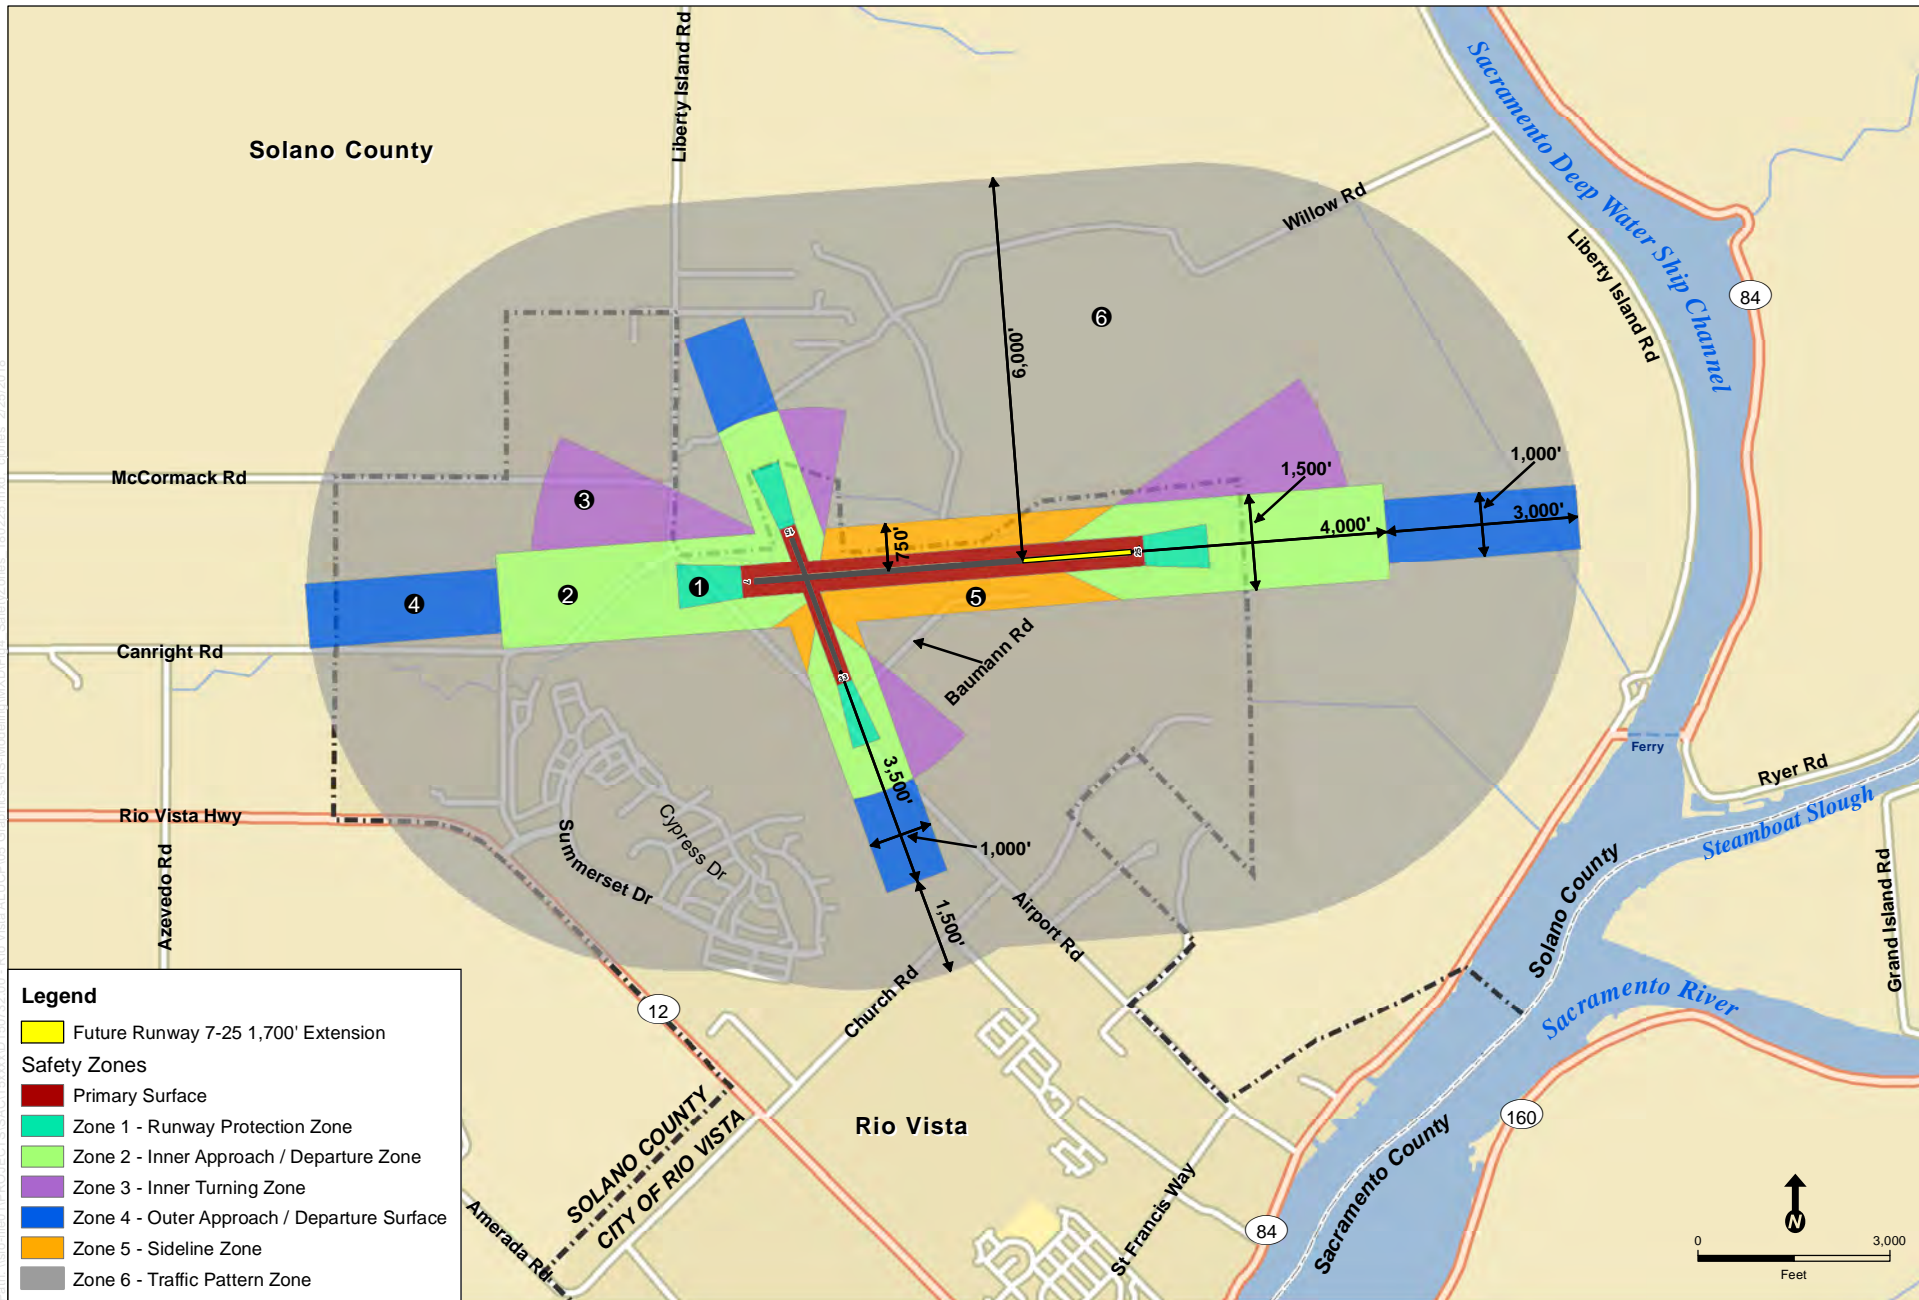 Solano County
Liberty Island Rd
Willow Rd
Sacramento Deep Water Ship Channel
Liberty Island Rd
84
6
6,000'
McCormack Rd
3
1,500'
1,000'
4,000'
3,000'
750'
15
7
25
33
4
2
1
5
Canright Rd
Baumann Rd
Rio Vista Hwy
Azevedo Rd
Summerset Dr
Cypress Dr
3,500'
1,000'
1,500'
Airport Rd
Church Rd
Ferry
Ryer Rd
Steamboat Slough
Grand Island Rd
Solano County
Sacramento River
Sacramento County
12
160
84
Rio Vista
St Francis Way
SOLANO COUNTY
CITY OF RIO VISTA
Amerada Rd
Legend
Future Runway 7-25 1,700' Extension
Safety Zones
Primary Surface
Zone 1 - Runway Protection Zone
Zone 2 - Inner Approach / Departure Zone
Zone 3 - Inner Turning Zone
Zone 4 - Outer Approach / Departure Surface
Zone 5 - Sideline Zone
Zone 6 - Traffic Pattern Zone
N
0 3,000
Feet